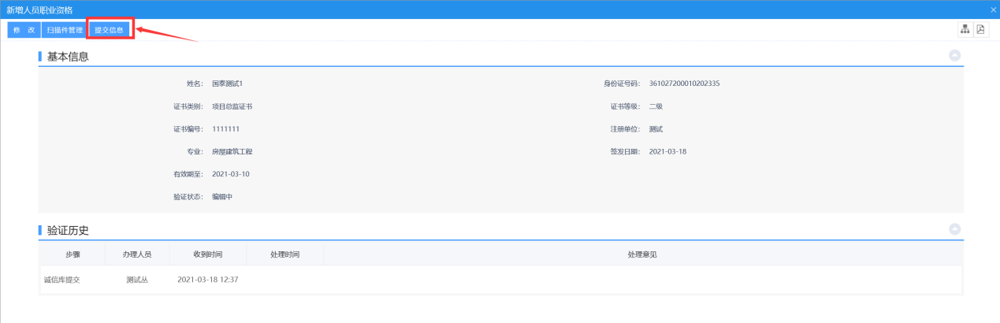 新增人员职业资格
修 改 扫描件管理 提交信息
基本信息
姓名： 国泰测试1 身份证号码： 361027200010202335
证书类别： 项目总监证书 证书等级： 二级
证书编号： 1111111 注册单位： 测试
专业： 房屋建筑工程 签发日期： 2021-03-18
有效期至： 2021-03-10
验证状态： 编辑中
验证历史
步骤 办理人员 收到时间 处理时间 处理意见
诚信库提交 测试丛 2021-03-18 12:37